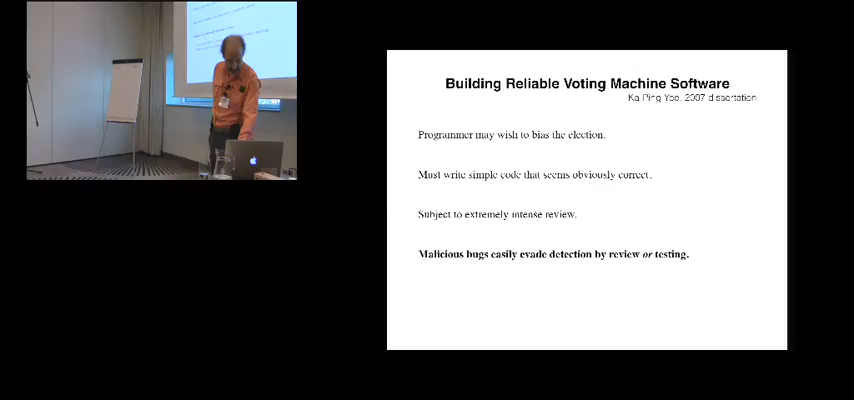 Building Reliable Voting Machine Software
Ka-Ping Yee, 2007 dissertation
Programmer may wish to bias the election.
Must write simple code that seems obviously correct.
Subject to extremely intense review.
Malicious bugs easily evade detection by review or testing.